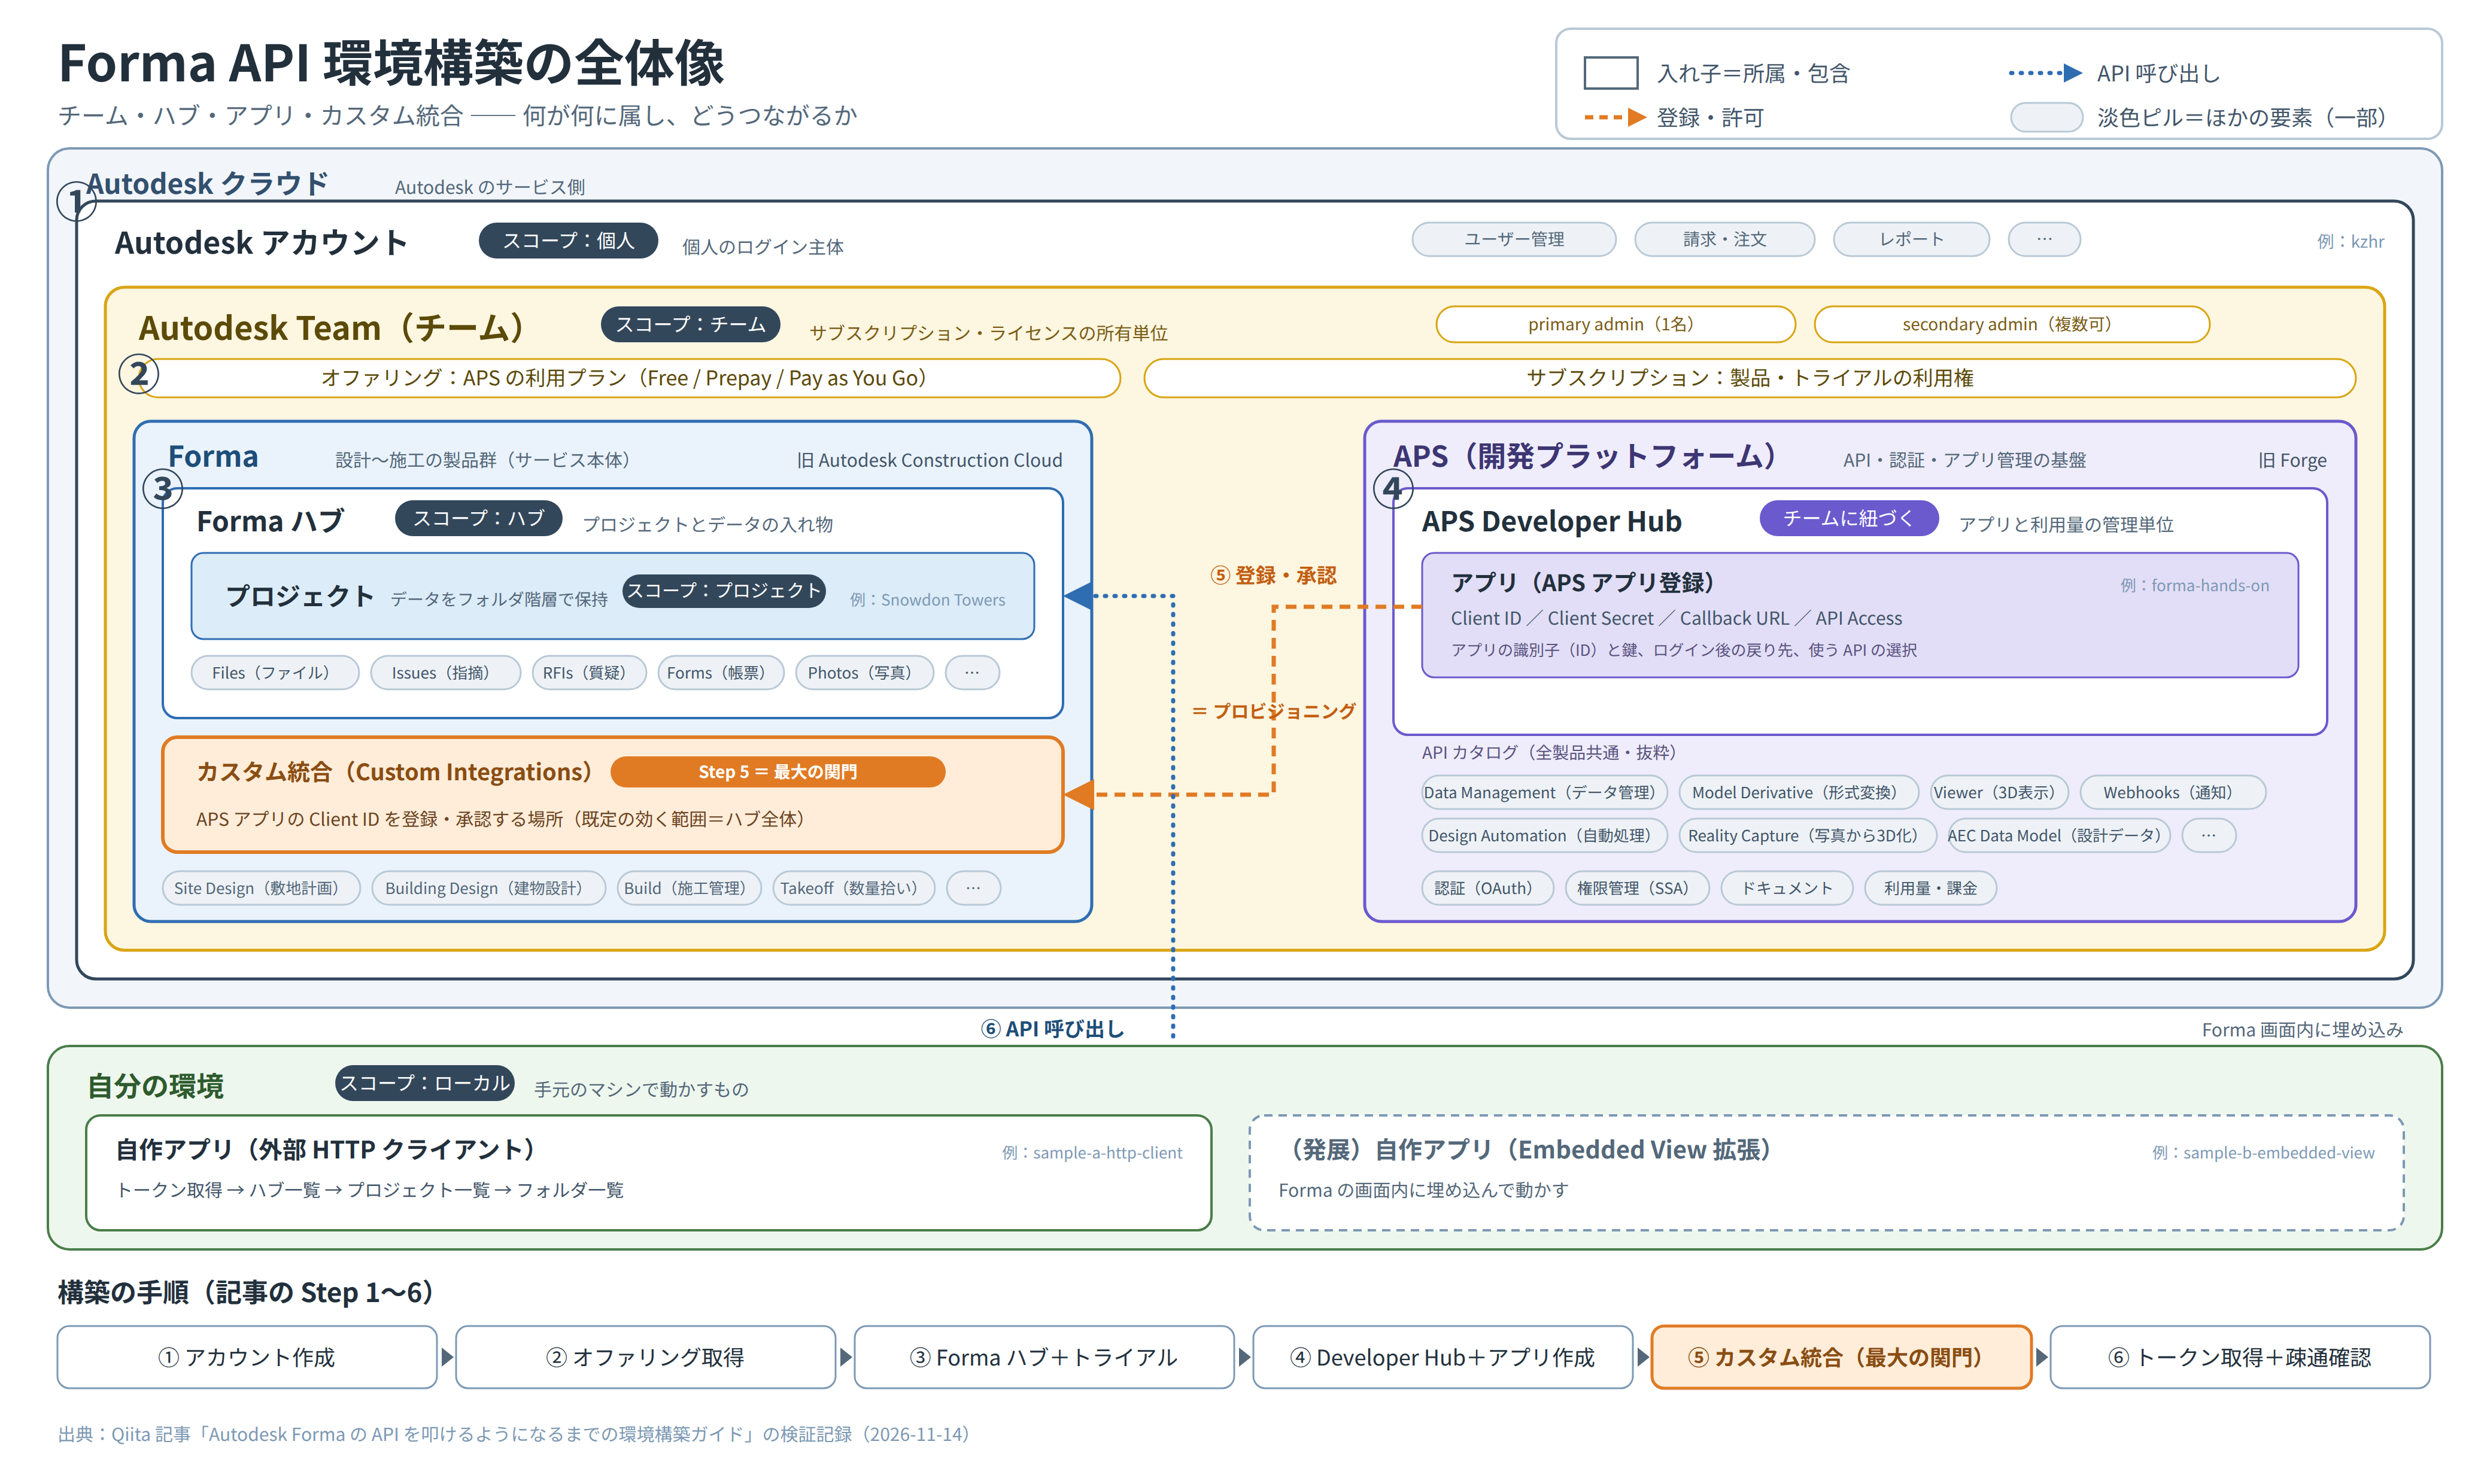 Forma API 環境構築の全体像
チーム・ハブ・アプリ・カスタム統合 ―― 何が何に属し、どうつながるか
入れ子＝所属・包含
API 呼び出し
登録・許可
淡色ピル＝ほかの要素（一部）
Autodesk クラウド
Autodesk のサービス側
①
Autodesk アカウント
スコープ：個人
個人のログイン主体
ユーザー管理
請求・注文
レポート
…
例：kzhr
Autodesk Team（チーム）
スコープ：チーム
サブスクリプション・ライセンスの所有単位
primary admin（1名）
secondary admin（複数可）
②
オファリング：APS の利用プラン（Free / Prepay / Pay as You Go）
サブスクリプション：製品・トライアルの利用権
Forma
設計〜施工の製品群（サービス本体）
旧 Autodesk Construction Cloud
③
Forma ハブ
スコープ：ハブ
プロジェクトとデータの入れ物
プロジェクト
データをフォルダ階層で保持
スコープ：プロジェクト
例：Snowdon Towers
Files（ファイル）
Issues（指摘）
RFIs（質疑）
Forms（帳票）
Photos（写真）
…
カスタム統合（Custom Integrations）
Step 5 ＝ 最大の関門
APS アプリの Client ID を登録・承認する場所（既定の効く範囲＝ハブ全体）
Site Design（敷地計画）
Building Design（建物設計）
Build（施工管理）
Takeoff（数量拾い）
…
⑤ 登録・承認
＝ プロビジョニング
APS（開発プラットフォーム）
API・認証・アプリ管理の基盤
旧 Forge
④
APS Developer Hub
チームに紐づく
アプリと利用量の管理単位
アプリ（APS アプリ登録）
例：forma-hands-on
Client ID ／ Client Secret ／ Callback URL ／ API Access
アプリの識別子（ID）と鍵、ログイン後の戻り先、使う API の選択
API カタログ（全製品共通・抜粋）
Data Management（データ管理）
Model Derivative（形式変換）
Viewer（3D表示）
Webhooks（通知）
Design Automation（自動処理）
Reality Capture（写真から3D化）
AEC Data Model（設計データ）
…
認証（OAuth）
権限管理（SSA）
ドキュメント
利用量・課金
⑥ API 呼び出し
Forma 画面内に埋め込み
自分の環境
スコープ：ローカル
手元のマシンで動かすもの
自作アプリ（外部 HTTP クライアント）
例：sample-a-http-client
トークン取得 → ハブ一覧 → プロジェクト一覧 → フォルダ一覧
（発展）自作アプリ（Embedded View 拡張）
例：sample-b-embedded-view
Forma の画面内に埋め込んで動かす
構築の手順（記事の Step 1〜6）
① アカウント作成
② オファリング取得
③ Forma ハブ＋トライアル
④ Developer Hub＋アプリ作成
⑤ カスタム統合（最大の関門）
⑥ トークン取得＋疎通確認
出典：Qiita 記事「Autodesk Forma の API を叩けるようになるまでの環境構築ガイド」の検証記録（2026-11-14）